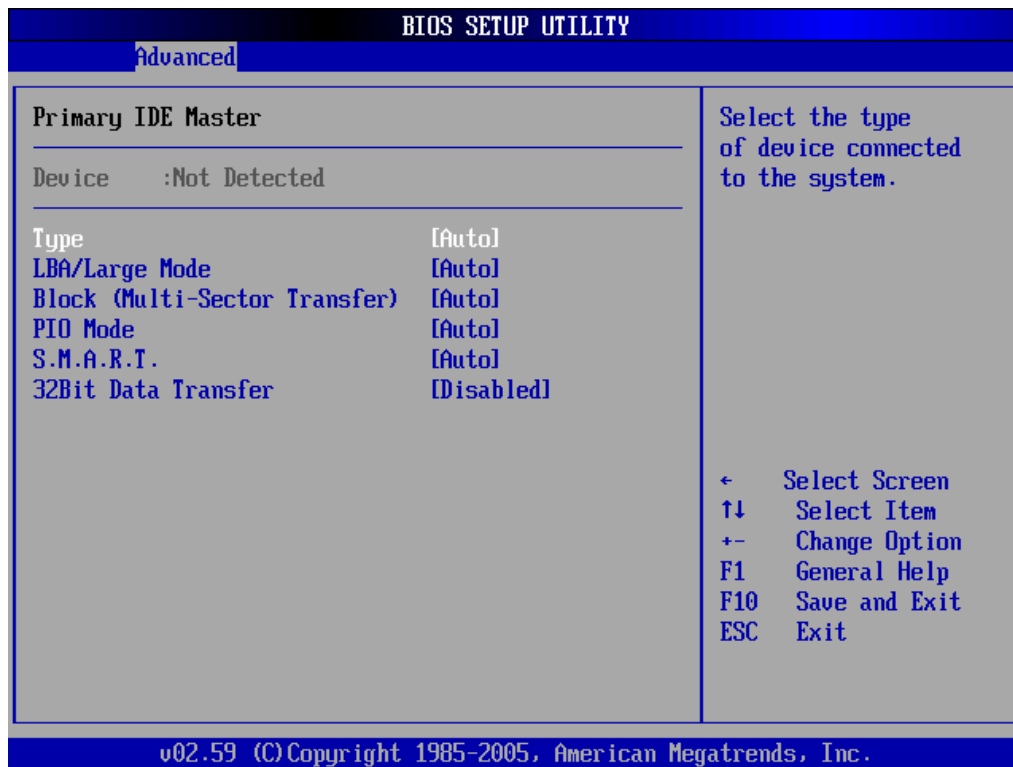 BIOS SETUP UTILITY
Advanced
Primary IDE Master
Device :Not Detected
Type [Auto]
LBA/Large Mode [Auto]
Block (Multi-Sector Transfer) [Auto]
PIO Mode [Auto]
S.M.A.R.T. [Auto]
32Bit Data Transfer [Disabled]
Select the type
of device connected
to the system.
← Select Screen
↑↓ Select Item
+- Change Option
F1 General Help
F10 Save and Exit
ESC Exit
v02.59 (C)Copyright 1985-2005, American Megatrends, Inc.